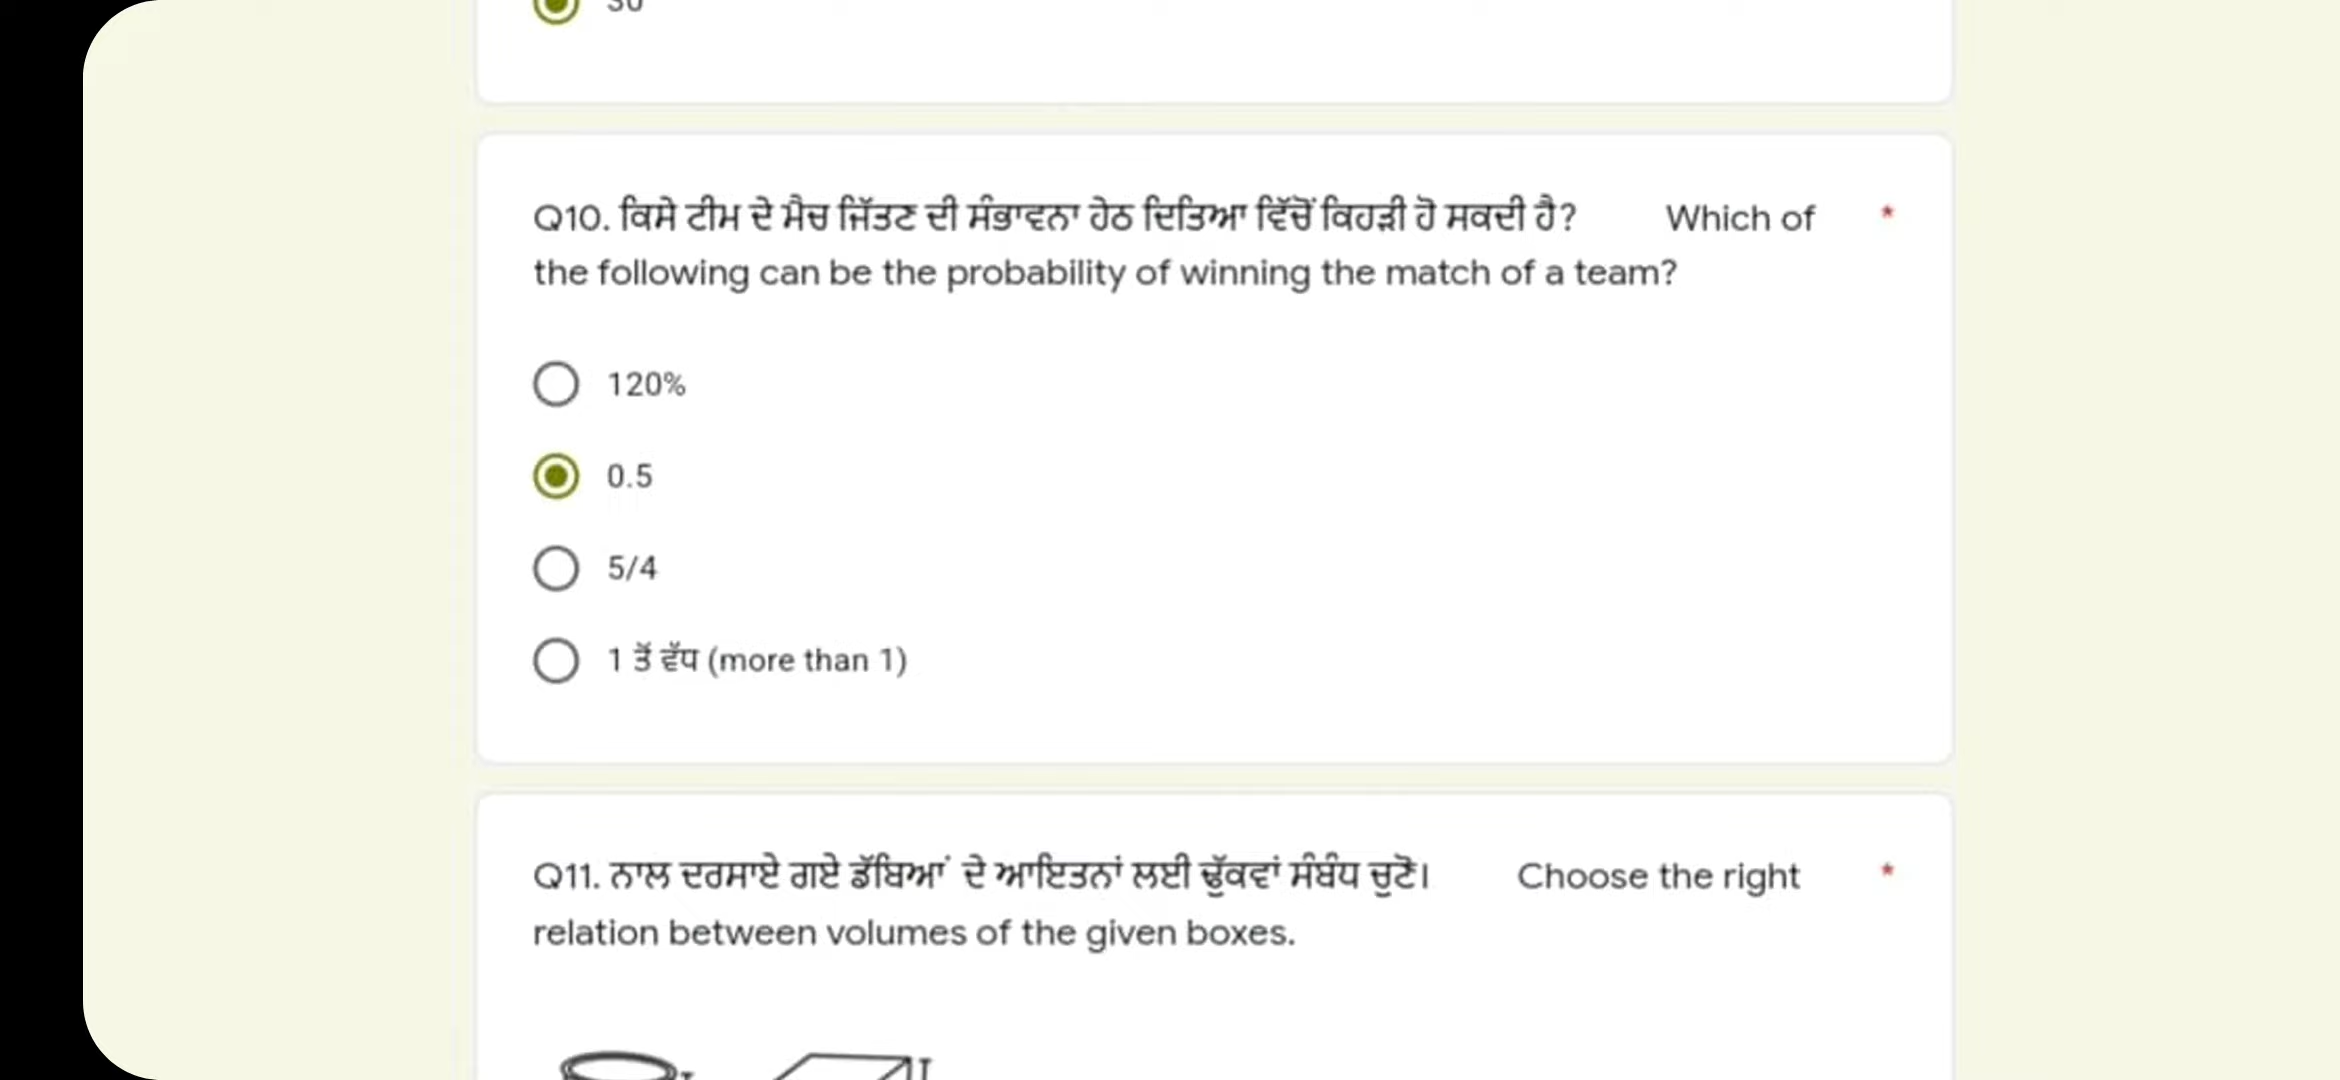 Q10. ਕਿਸੇ ਟੀਮ ਦੇ ਮੈਚ ਜਿੱਤਣ ਦੀ ਸੰਭਾਵਨਾ ਹੇਠ ਦਿਤਿਆ ਵਿੱਚੋਂ ਕਿਹੜੀ ਹੋ ਸਕਦੀ ਹੈ? Which of *
the following can be the probability of winning the match of a team?
120%
0.5
5/4
1 ਤੋਂ ਵੱਧ (more than 1)
Q11. ਨਾਲ ਦਰਸਾਏ ਗਏ ਡੱਬਿਆਂ ਦੇ ਆਇਤਨਾਂ ਲਈ ਢੁੱਕਵਾਂ ਸੰਬੰਧ ਚੁਣੋ। Choose the right *
relation between volumes of the given boxes.